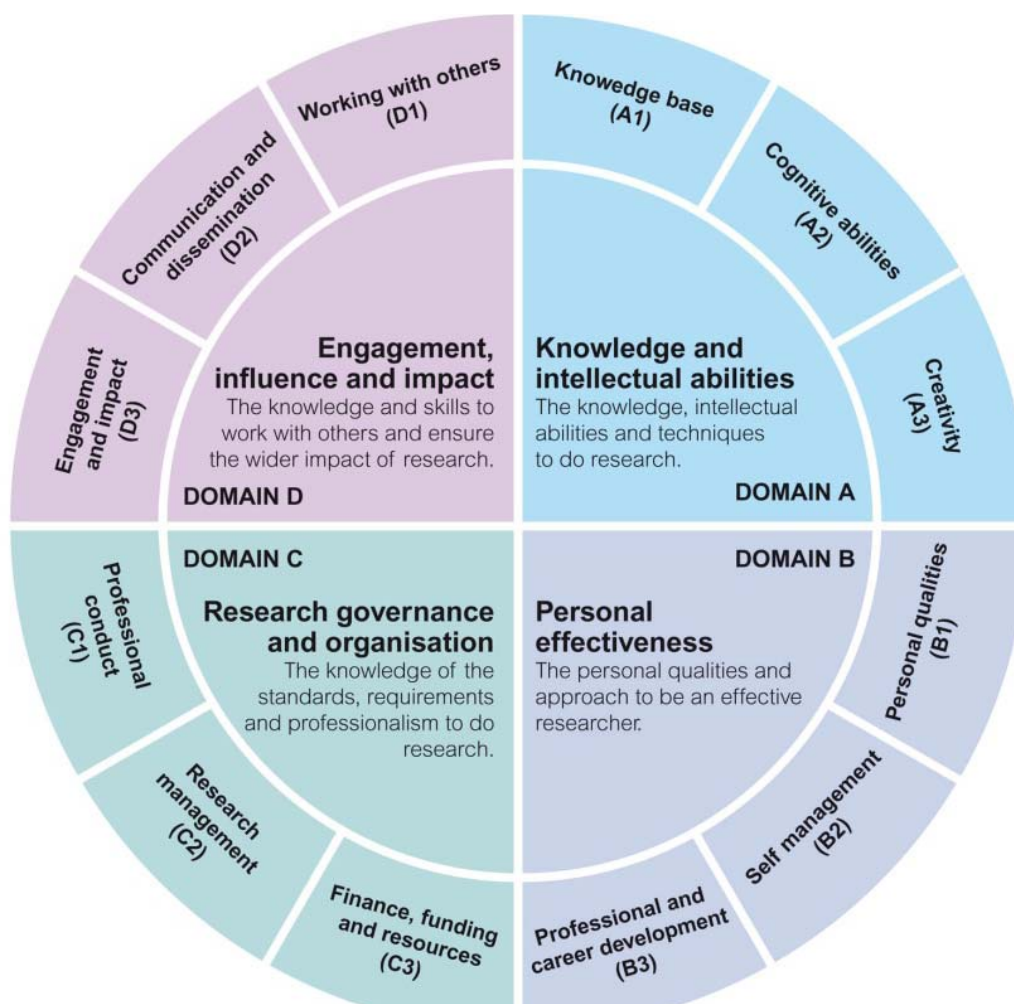 Working with others
(D1)
Communication and
dissemination
(D2)
Engagement
and impact
(D3)
Engagement,
influence and impact
The knowledge and skills to
work with others and ensure
the wider impact of research.
DOMAIN D
Knowedge base
(A1)
Cognitive abilities
(A2)
Creativity
(A3)
Knowledge and
intellectual abilities
The knowledge, intellectual
abilities and techniques
to do research.
DOMAIN A
DOMAIN C
Research governance
and organisation
The knowledge of the
standards, requirements
and professionalism to do
research.
Professional
conduct
(C1)
Research
management
(C2)
Finance, funding
and resources
(C3)
DOMAIN B
Personal
effectiveness
The personal qualities and
approach to be an effective
researcher.
Personal qualities
(B1)
Self management
(B2)
Professional and
career development
(B3)